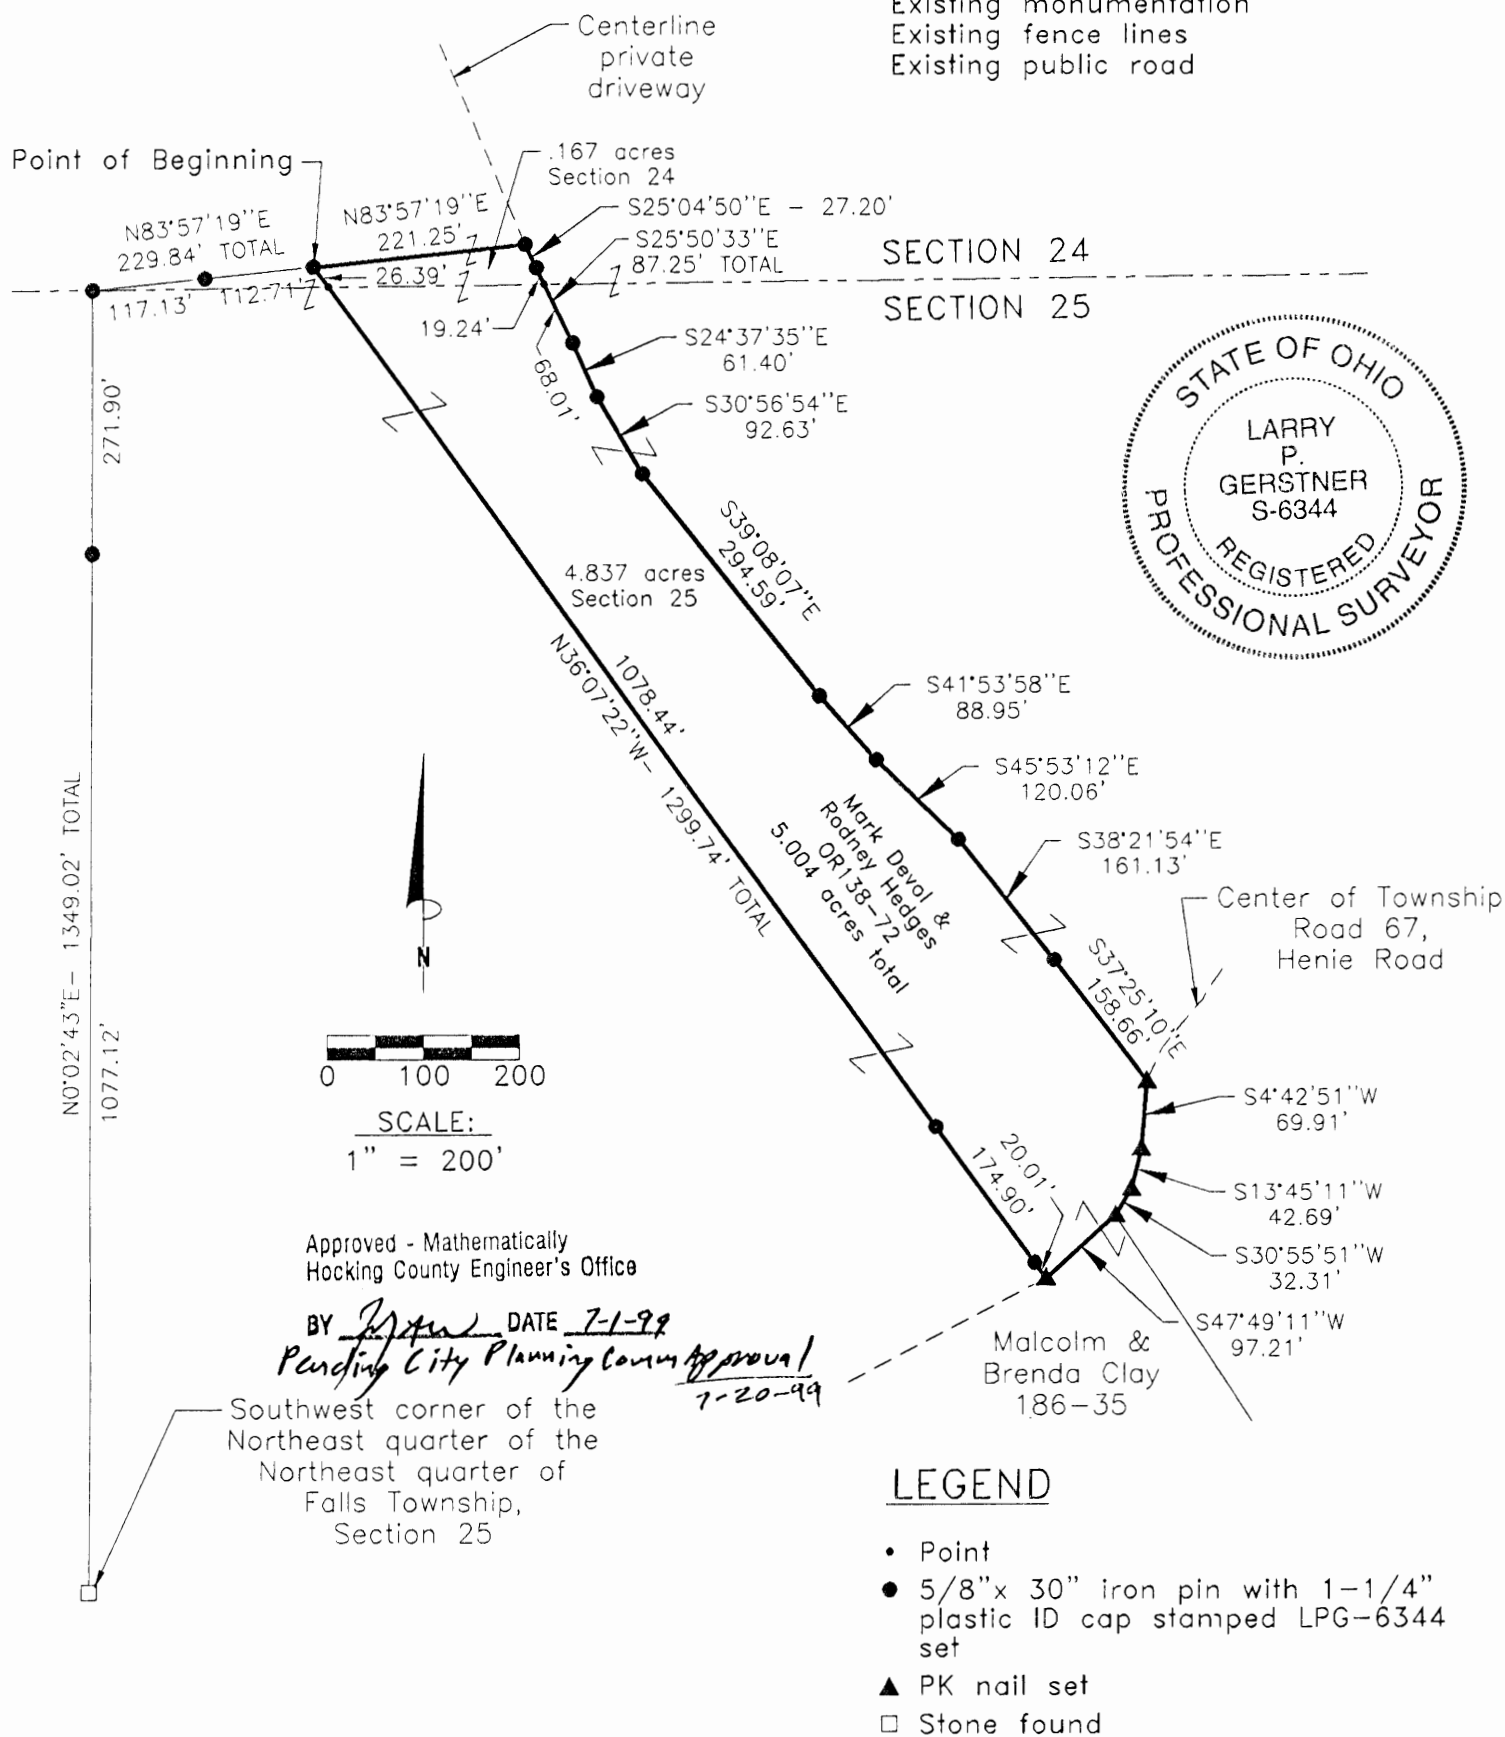 Existing monumentation
Existing fence lines
Existing public road
Centerline
private
driveway
Point of Beginning
.167 acres
Section 24
N83°57'19"E
229.84' TOTAL
N83°57'19"E
221.25'
S25°04'50"E - 27.20'
S25°50'33"E
87.25' TOTAL
SECTION 24
26.39'
117.13'
112.71'
SECTION 25
19.24'
68.01'
S24°37'35"E
61.40'
S30°56'54"E
92.63'
271.90'
STATE OF OHIO
LARRY
P.
GERSTNER
S-6344
REGISTERED
PROFESSIONAL SURVEYOR
S39°08'07"E
294.59'
4.837 acres
Section 25
1078.44'
N36°07'22"W- 1299.74' TOTAL
S41°53'58"E
88.95'
S45°53'12"E
120.06'
S38°21'54"E
161.13'
Mark Devol &
Rodney Hedges
OR138-72
5.004 acres total
Center of Township
Road 67,
Henie Road
S37°25'10"E
158.66'
N0°02'43"E- 1349.02' TOTAL
1077.12'
N
0 100 200
SCALE:
1" = 200'
S4°42'51"W
69.91'
20.01'
174.90'
S13°45'11"W
42.69'
S30°55'51"W
32.31'
S47°49'11"W
97.21'
Approved - Mathematically
Hocking County Engineer's Office
BY DATE 7-1-99
Pending City Planning Comm Approval
7-20-99
Malcolm &
Brenda Clay
186-35
Southwest corner of the
Northeast quarter of the
Northeast quarter of
Falls Township,
Section 25
LEGEND
• Point
● 5/8"x 30" iron pin with 1-1/4"
plastic ID cap stamped LPG-6344
set
▲ PK nail set
□ Stone found